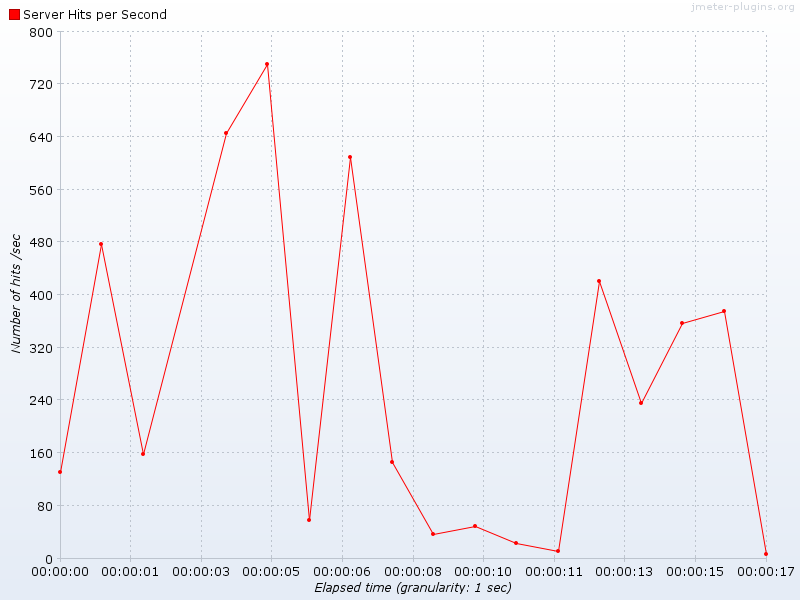 jmeter-plugins.org
Server Hits per Second
800
720
640
560
480
400
320
240
160
80
0
Number of hits /sec
00:00:00 00:00:01 00:00:03 00:00:05 00:00:06 00:00:08 00:00:10 00:00:11 00:00:13 00:00:15 00:00:17
Elapsed time (granularity: 1 sec)